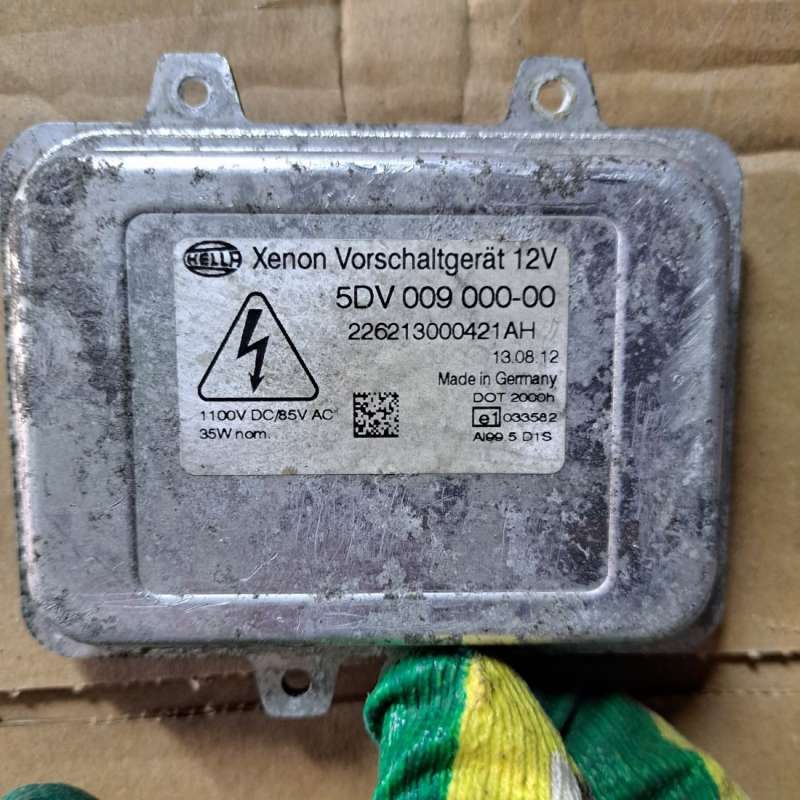 HELLA Xenon Vorschaltgerät 12V
5DV 009 000-00
226213000421AH
13.08.12
Made in Germany
DOT 2000h
1100V DC/85V AC
e1 033582
35W nom.
Al99.5 D1S